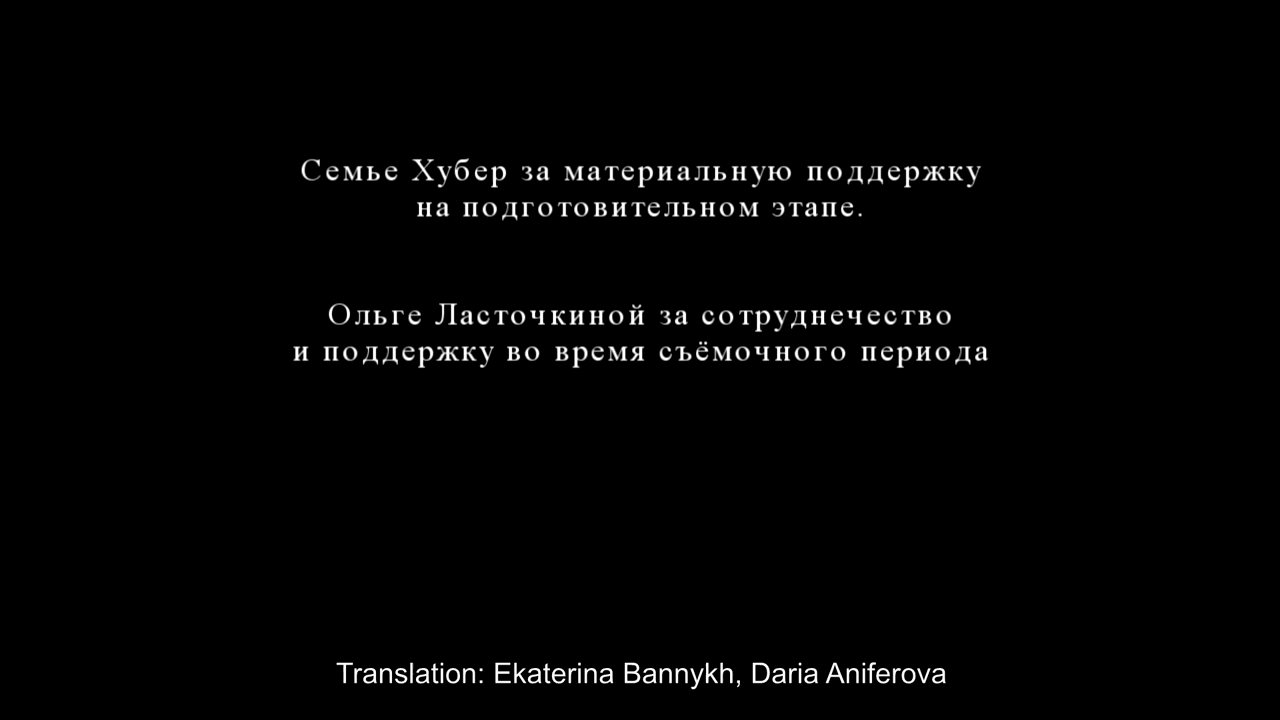 Семье Хубер за материальную поддержку
на подготовительном этапе.
Ольге Ласточкиной за сотруднечество
и поддержку во время съёмочного периода
Translation: Ekaterina Bannykh, Daria Aniferova